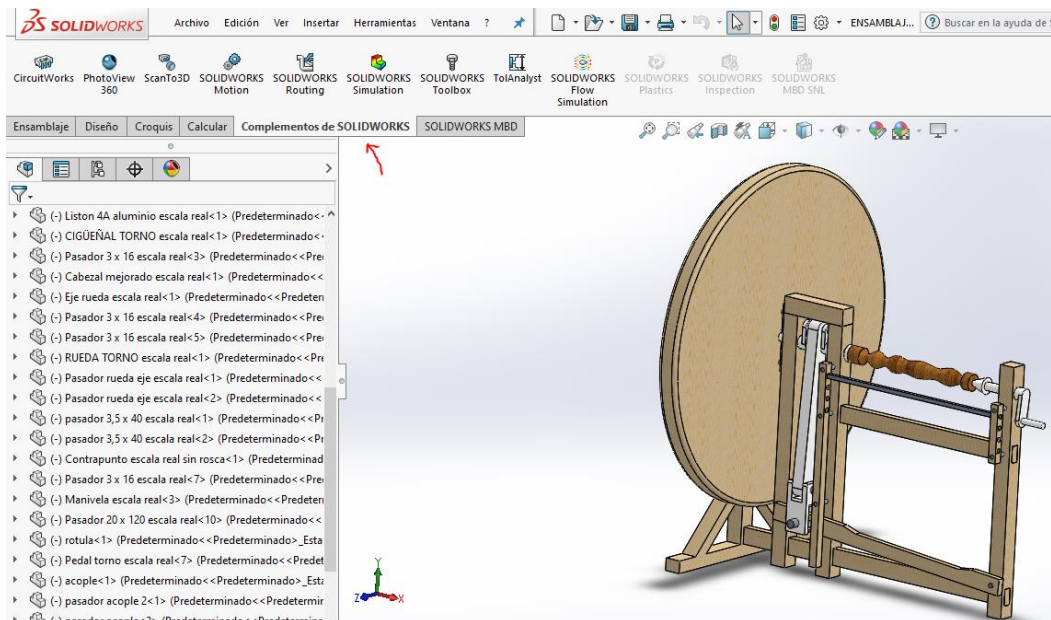 SOLIDWORKS Archivo Edición Ver Insertar Herramientas Ventana ? ENSAMBLAJ... Buscar en la ayuda de
CircuitWorks PhotoView 360 ScanTo3D SOLIDWORKS Motion SOLIDWORKS Routing SOLIDWORKS Simulation SOLIDWORKS Toolbox TolAnalyst SOLIDWORKS Flow Simulation SOLIDWORKS Plastics SOLIDWORKS Inspection SOLIDWORKS MBD SNL
Ensamblaje Diseño Croquis Calcular Complementos de SOLIDWORKS SOLIDWORKS MBD
(-) Liston 4A aluminio escala real<1> (Predeterminado<
(-) CIGÜEÑAL TORNO escala real<1> (Predeterminado<
(-) Pasador 3 x 16 escala real<3> (Predeterminado<<Pre
(-) Cabezal mejorado escala real<1> (Predeterminado<<
(-) Eje rueda escala real<1> (Predeterminado<<Predeter
(-) Pasador 3 x 16 escala real<4> (Predeterminado<<Pre
(-) Pasador 3 x 16 escala real<5> (Predeterminado<<Pre
(-) RUEDA TORNO escala real<1> (Predeterminado<<Pre
(-) Pasador rueda eje escala real<1> (Predeterminado<<
(-) Pasador rueda eje escala real<2> (Predeterminado<<
(-) pasador 3,5 x 40 escala real<1> (Predeterminado<<P
(-) pasador 3,5 x 40 escala real<2> (Predeterminado<<P
(-) Contrapunto escala real sin rosca<1> (Predeterminad
(-) Pasador 3 x 16 escala real<7> (Predeterminado<<Pre
(-) Manivela escala real<3> (Predeterminado<<Predeter
(-) Pasador 20 x 120 escala real<10> (Predeterminado<<
(-) rotula<1> (Predeterminado<<Predeterminado>_Esta
(-) Pedal torno escala real<7> (Predeterminado<<Predet
(-) acople<1> (Predeterminado<<Predeterminado>_Esta
(-) pasador acople 2<1> (Predeterminado<<Predetermi
Y
Z X